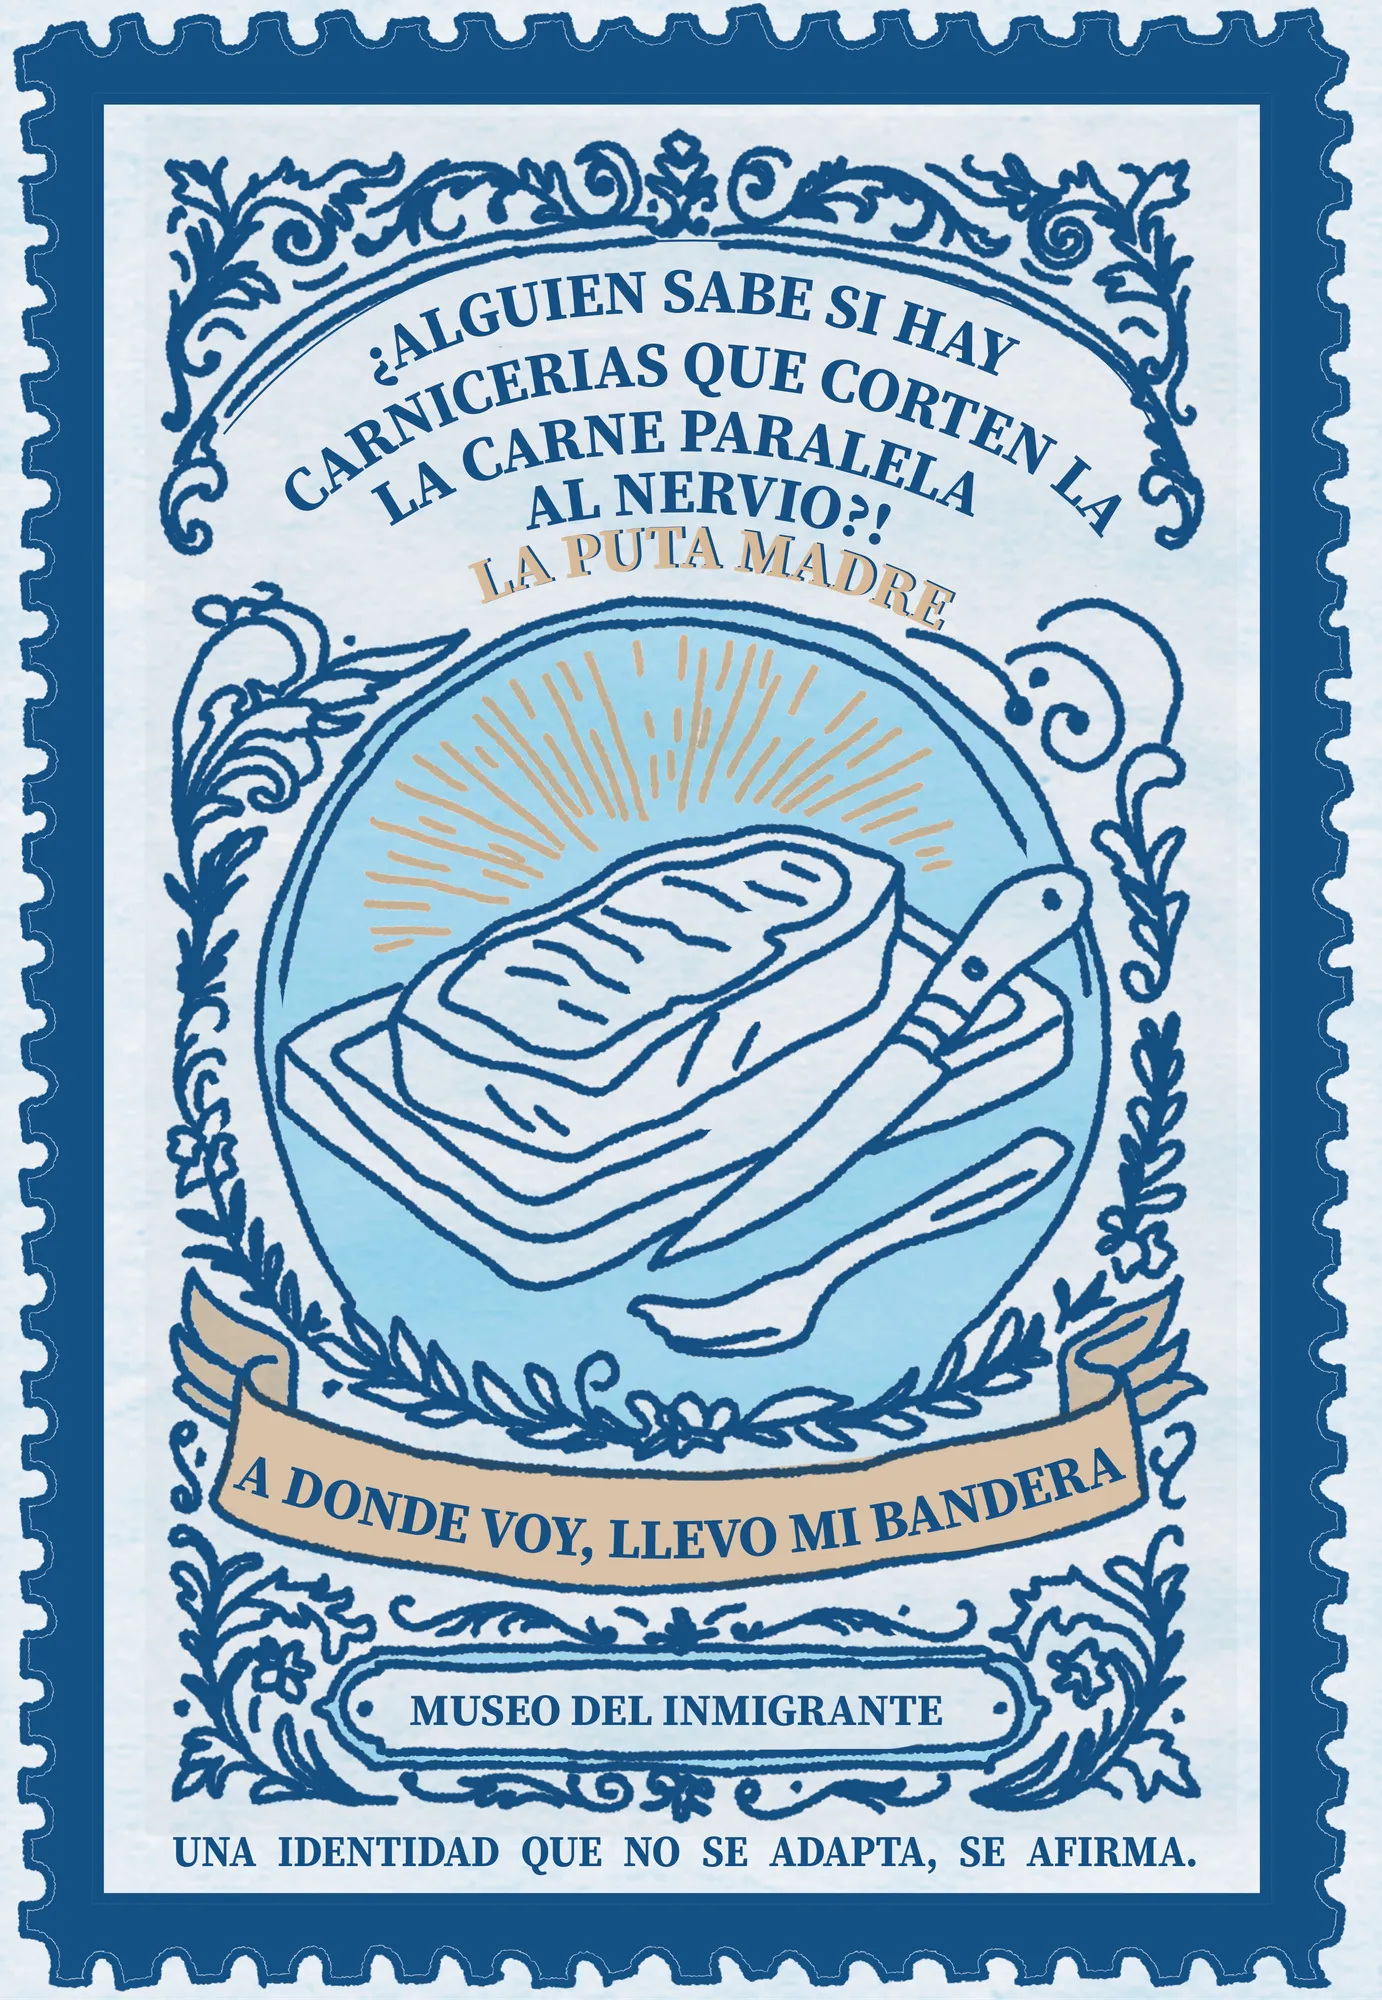 ¿ALGUIEN SABE SI HAY
CARNICERIAS QUE CORTEN LA
LA CARNE PARALELA
AL NERVIO?!
LA PUTA MADRE
A DONDE VOY, LLEVO MI BANDERA
MUSEO DEL INMIGRANTE
UNA IDENTIDAD QUE NO SE ADAPTA, SE AFIRMA.